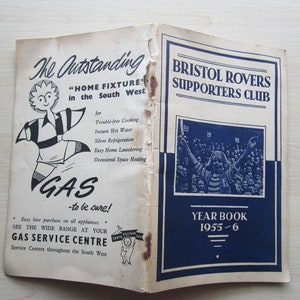 The Outstanding
"HOME FIXTURE"
in the South West
for
Trouble-free Cooking
Instant Hot Water
Silent Refrigeration
Easy Home Laundering
Occasional Space Heating
GAS
-to be sure!
Easy hire purchase on all appliances
SEE THE WIDE RANGE AT YOUR
GAS SERVICE CENTRE
Service Centres throughout the South West
BRISTOL ROVERS
SUPPORTERS CLUB
YEAR BOOK
1955-6